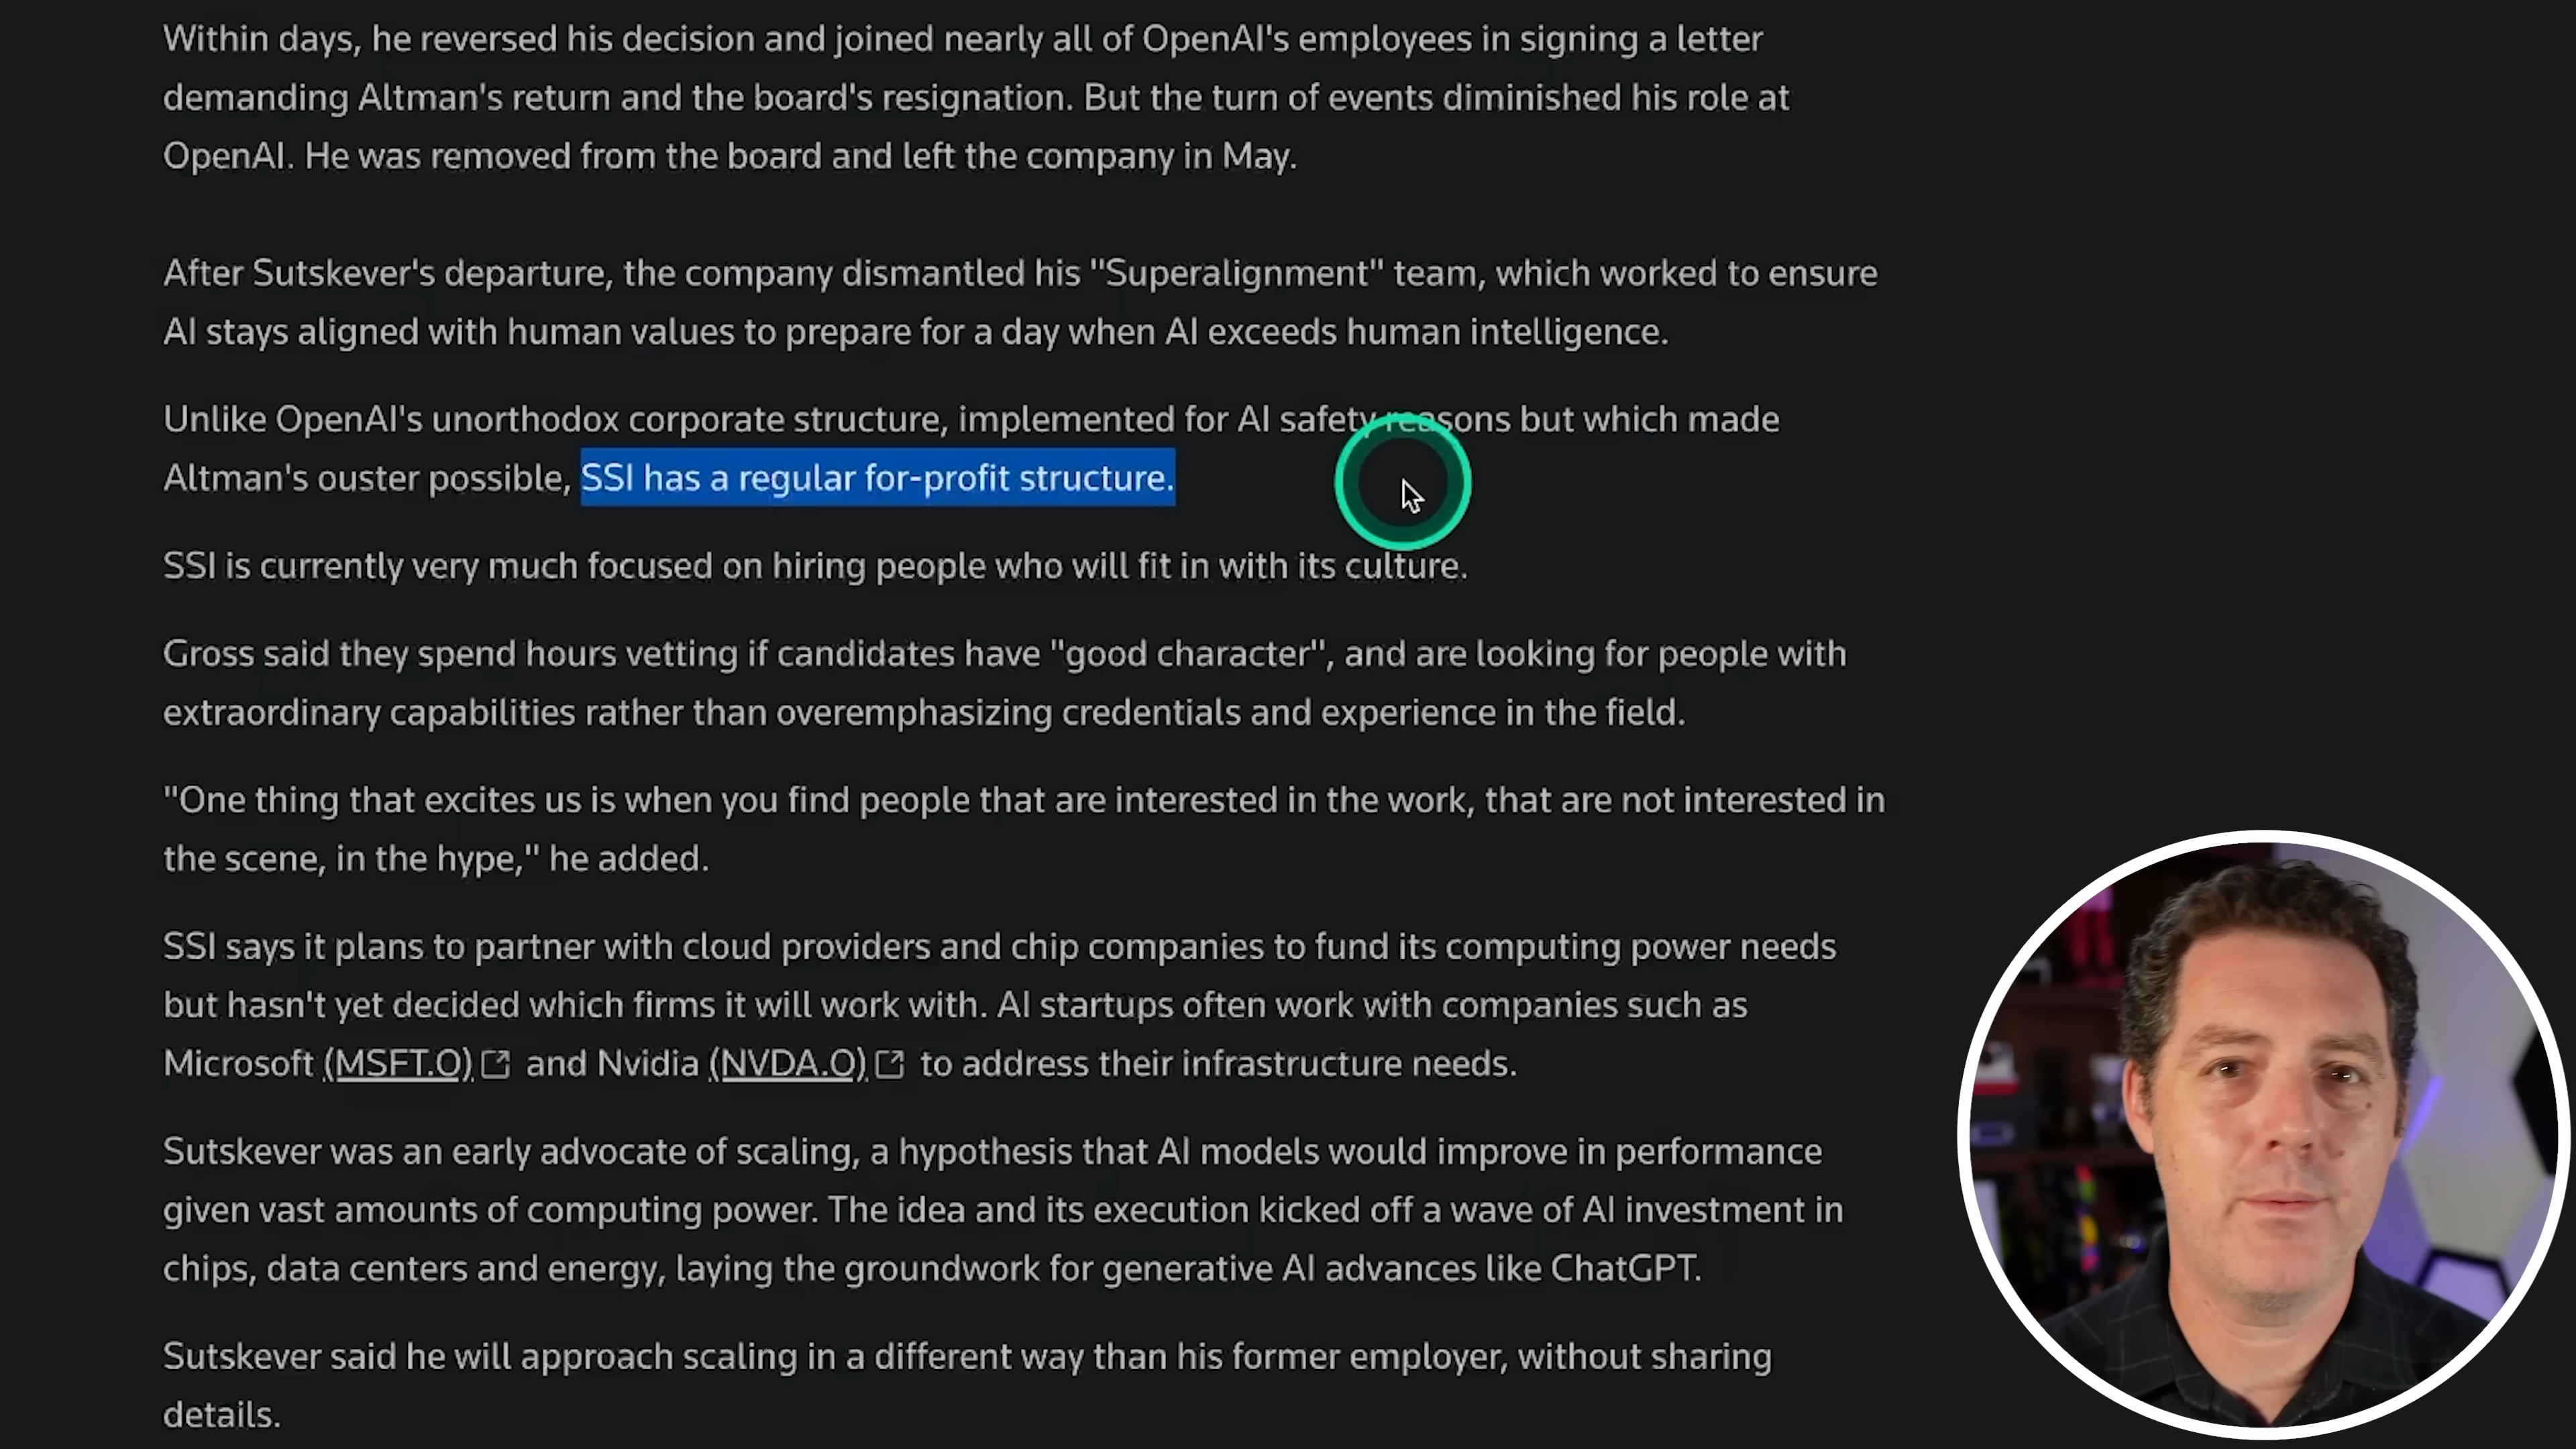 Within days, he reversed his decision and joined nearly all of OpenAI's employees in signing a letter
demanding Altman's return and the board's resignation. But the turn of events diminished his role at
OpenAI. He was removed from the board and left the company in May.
After Sutskever's departure, the company dismantled his "Superalignment" team, which worked to ensure
AI stays aligned with human values to prepare for a day when AI exceeds human intelligence.
Unlike OpenAI's unorthodox corporate structure, implemented for AI safety reasons but which made
Altman's ouster possible, SSI has a regular for-profit structure.
SSI is currently very much focused on hiring people who will fit in with its culture.
Gross said they spend hours vetting if candidates have "good character", and are looking for people with
extraordinary capabilities rather than overemphasizing credentials and experience in the field.
"One thing that excites us is when you find people that are interested in the work, that are not interested in
the scene, in the hype," he added.
SSI says it plans to partner with cloud providers and chip companies to fund its computing power needs
but hasn't yet decided which firms it will work with. AI startups often work with companies such as
Microsoft (MSFT.O) and Nvidia (NVDA.O) to address their infrastructure needs.
Sutskever was an early advocate of scaling, a hypothesis that AI models would improve in performance
given vast amounts of computing power. The idea and its execution kicked off a wave of AI investment in
chips, data centers and energy, laying the groundwork for generative AI advances like ChatGPT.
Sutskever said he will approach scaling in a different way than his former employer, without sharing
details.